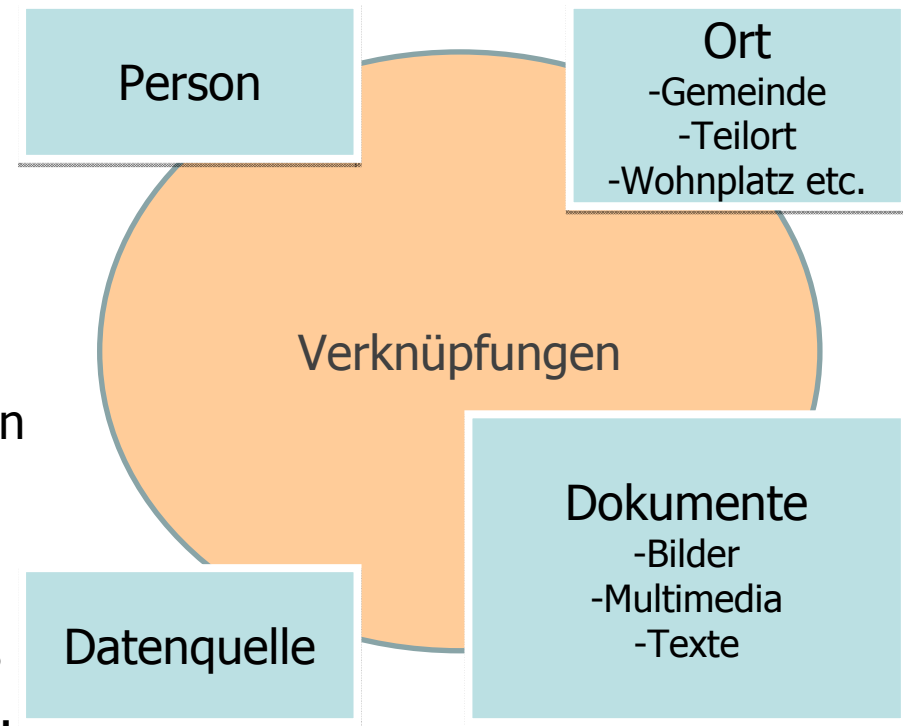 Person
Ort
-Gemeinde
-Teilort
-Wohnplatz etc.
Verknüpfungen
n
Dokumente
-Bilder
-Multimedia
-Texte
Datenquelle
.